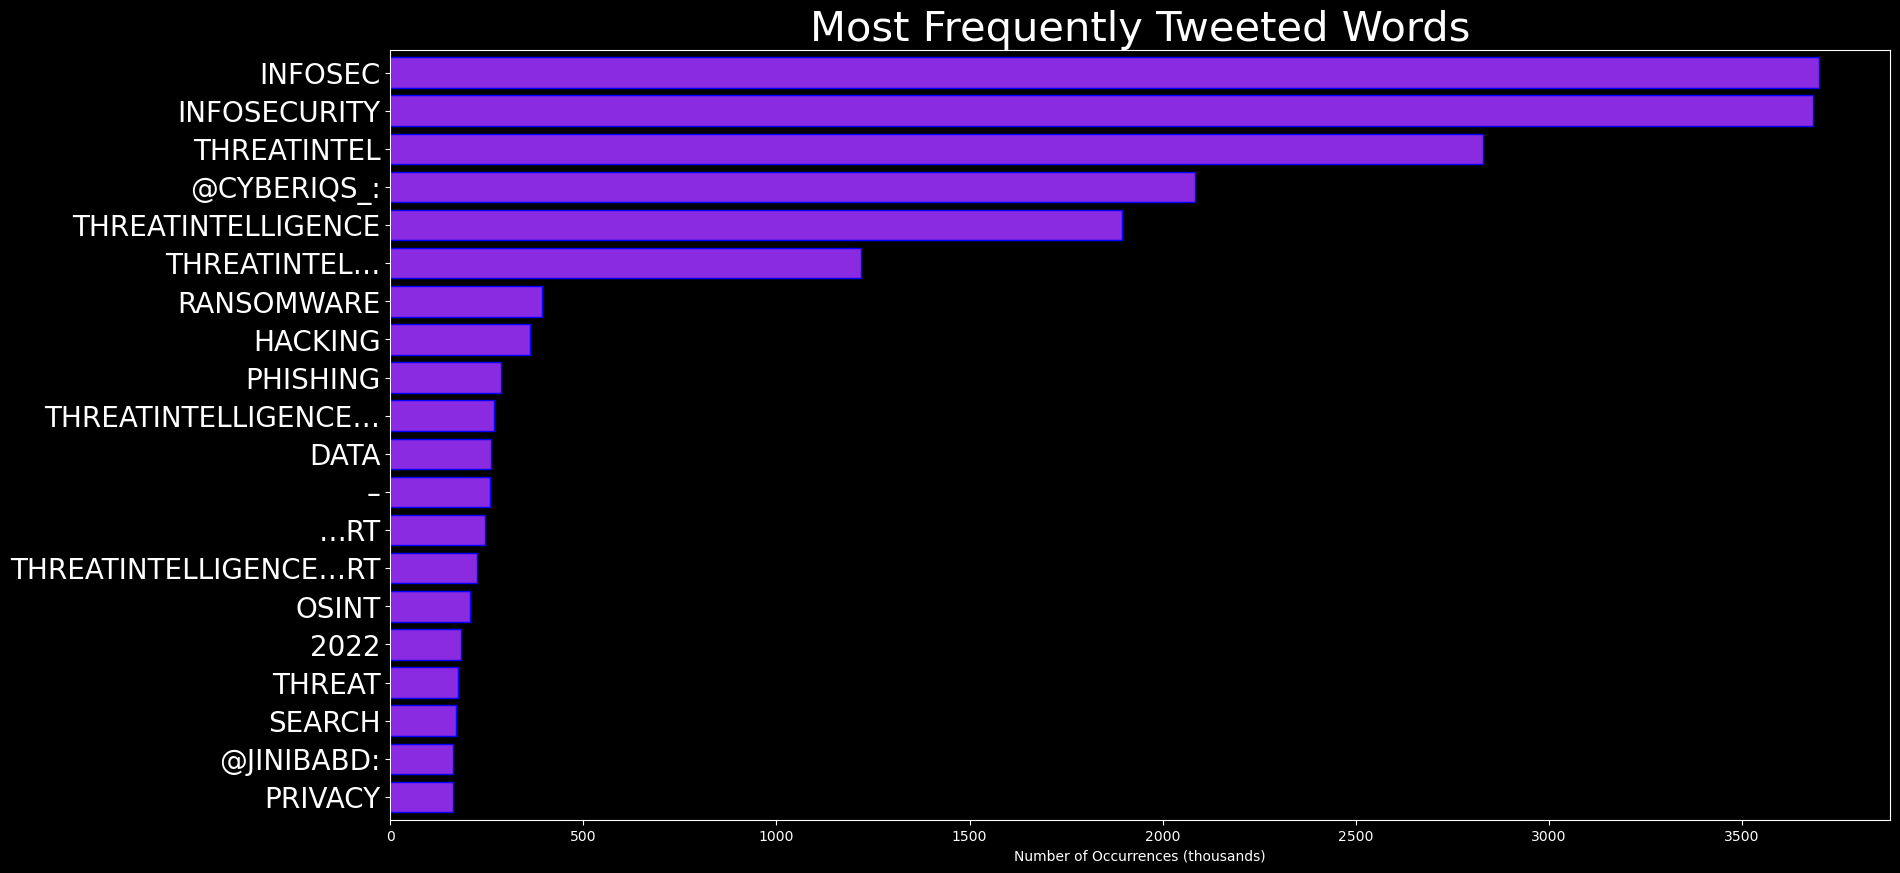 Most Frequently Tweeted Words
INFOSEC
INFOSECURITY
THREATINTEL
@CYBERIQS_:
THREATINTELLIGENCE
THREATINTEL…
RANSOMWARE
HACKING
PHISHING
THREATINTELLIGENCE…
DATA
–
…RT
THREATINTELLIGENCE…RT
OSINT
2022
THREAT
SEARCH
@JINIBABD:
PRIVACY
0 500 1000 1500 2000 2500 3000 3500
Number of Occurrences (thousands)